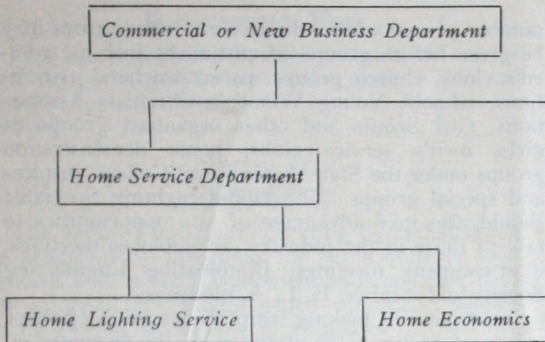 Commercial or New Business Department
Home Service Department
Home Lighting Service
Home Economics